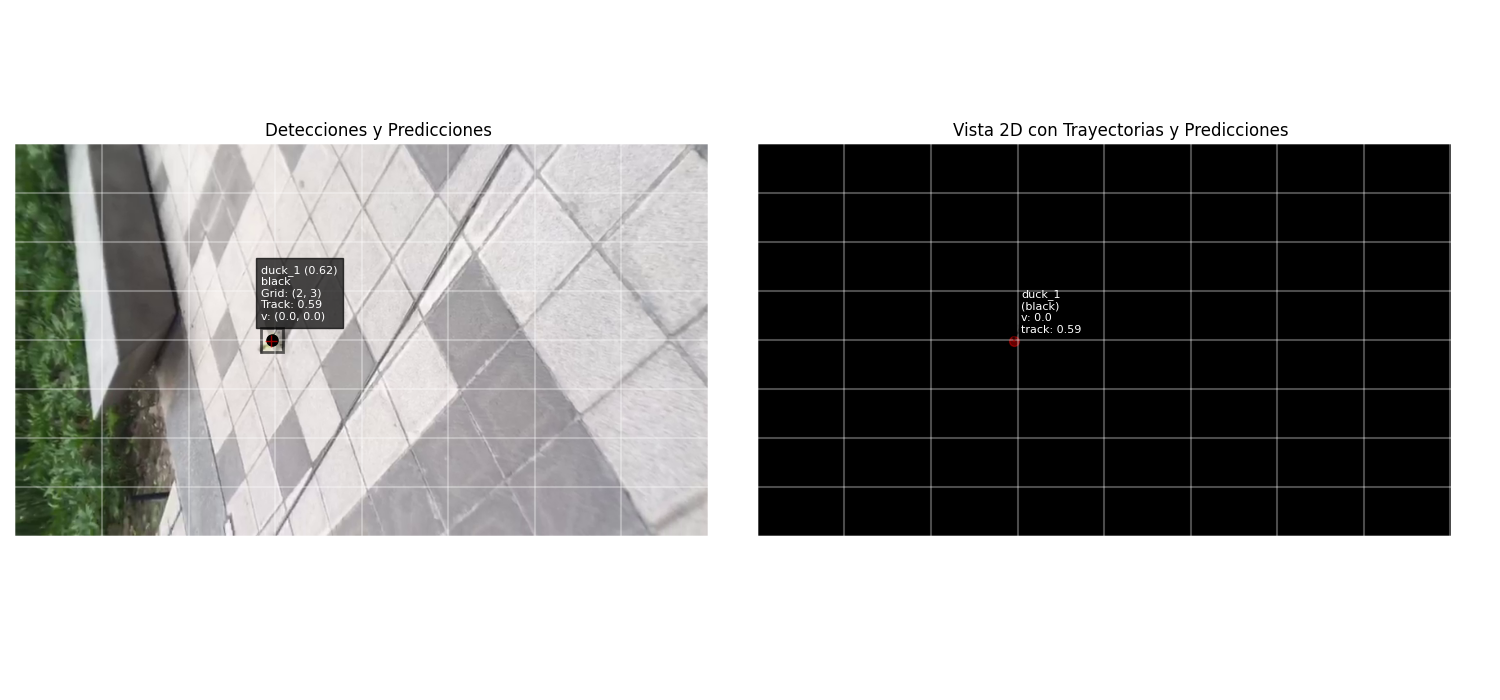 Detecciones y Predicciones
duck_1 (0.62)
black
Grid: (2, 3)
Track: 0.59
v: (0.0, 0.0)
Vista 2D con Trayectorias y Predicciones
duck_1
(black)
v: 0.0
track: 0.59